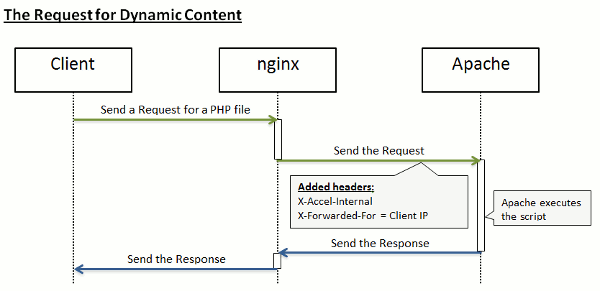 The Request for Dynamic Content
Client
nginx
Apache
Send a Request for a PHP file
Send the Request
Added headers:
X-Accel-Internal
X-Forwarded-For = Client IP
Apache executes
the script
Send the Response
Send the Response